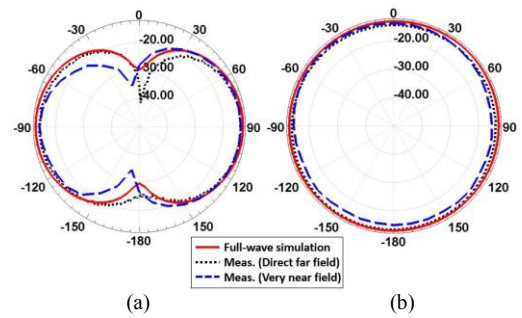 0 0
-30 30 -30 30
-20.00 -20.00
-60 -30.00 60 -60 -30.00 60
-40.00 -40.00
-90 90 -90 90
-120 120 -120 120
-150 150 -150 150
-180 -180
Full-wave simulation
Meas. (Direct far field)
Meas. (Very near field)
(a) (b)